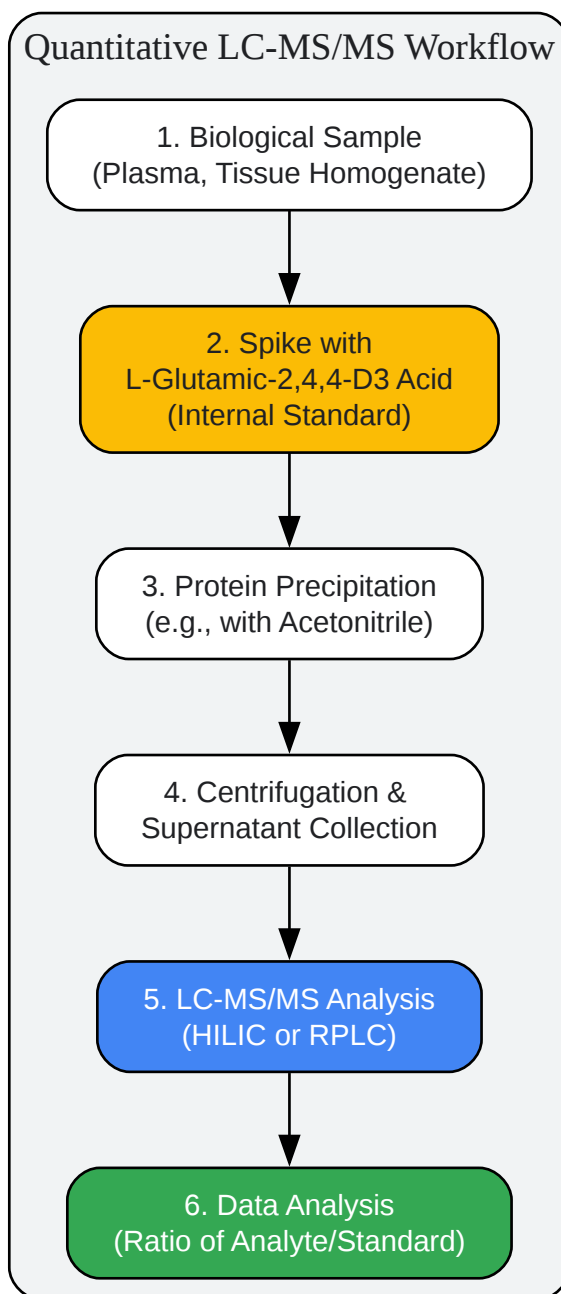 Quantitative LC-MS/MS Workflow
1. Biological Sample
(Plasma, Tissue Homogenate)
2. Spike with
L-Glutamic-2,4,4-D3 Acid
(Internal Standard)
3. Protein Precipitation
(e.g., with Acetonitrile)
4. Centrifugation &
Supernatant Collection
5. LC-MS/MS Analysis
(HILIC or RPLC)
6. Data Analysis
(Ratio of Analyte/Standard)